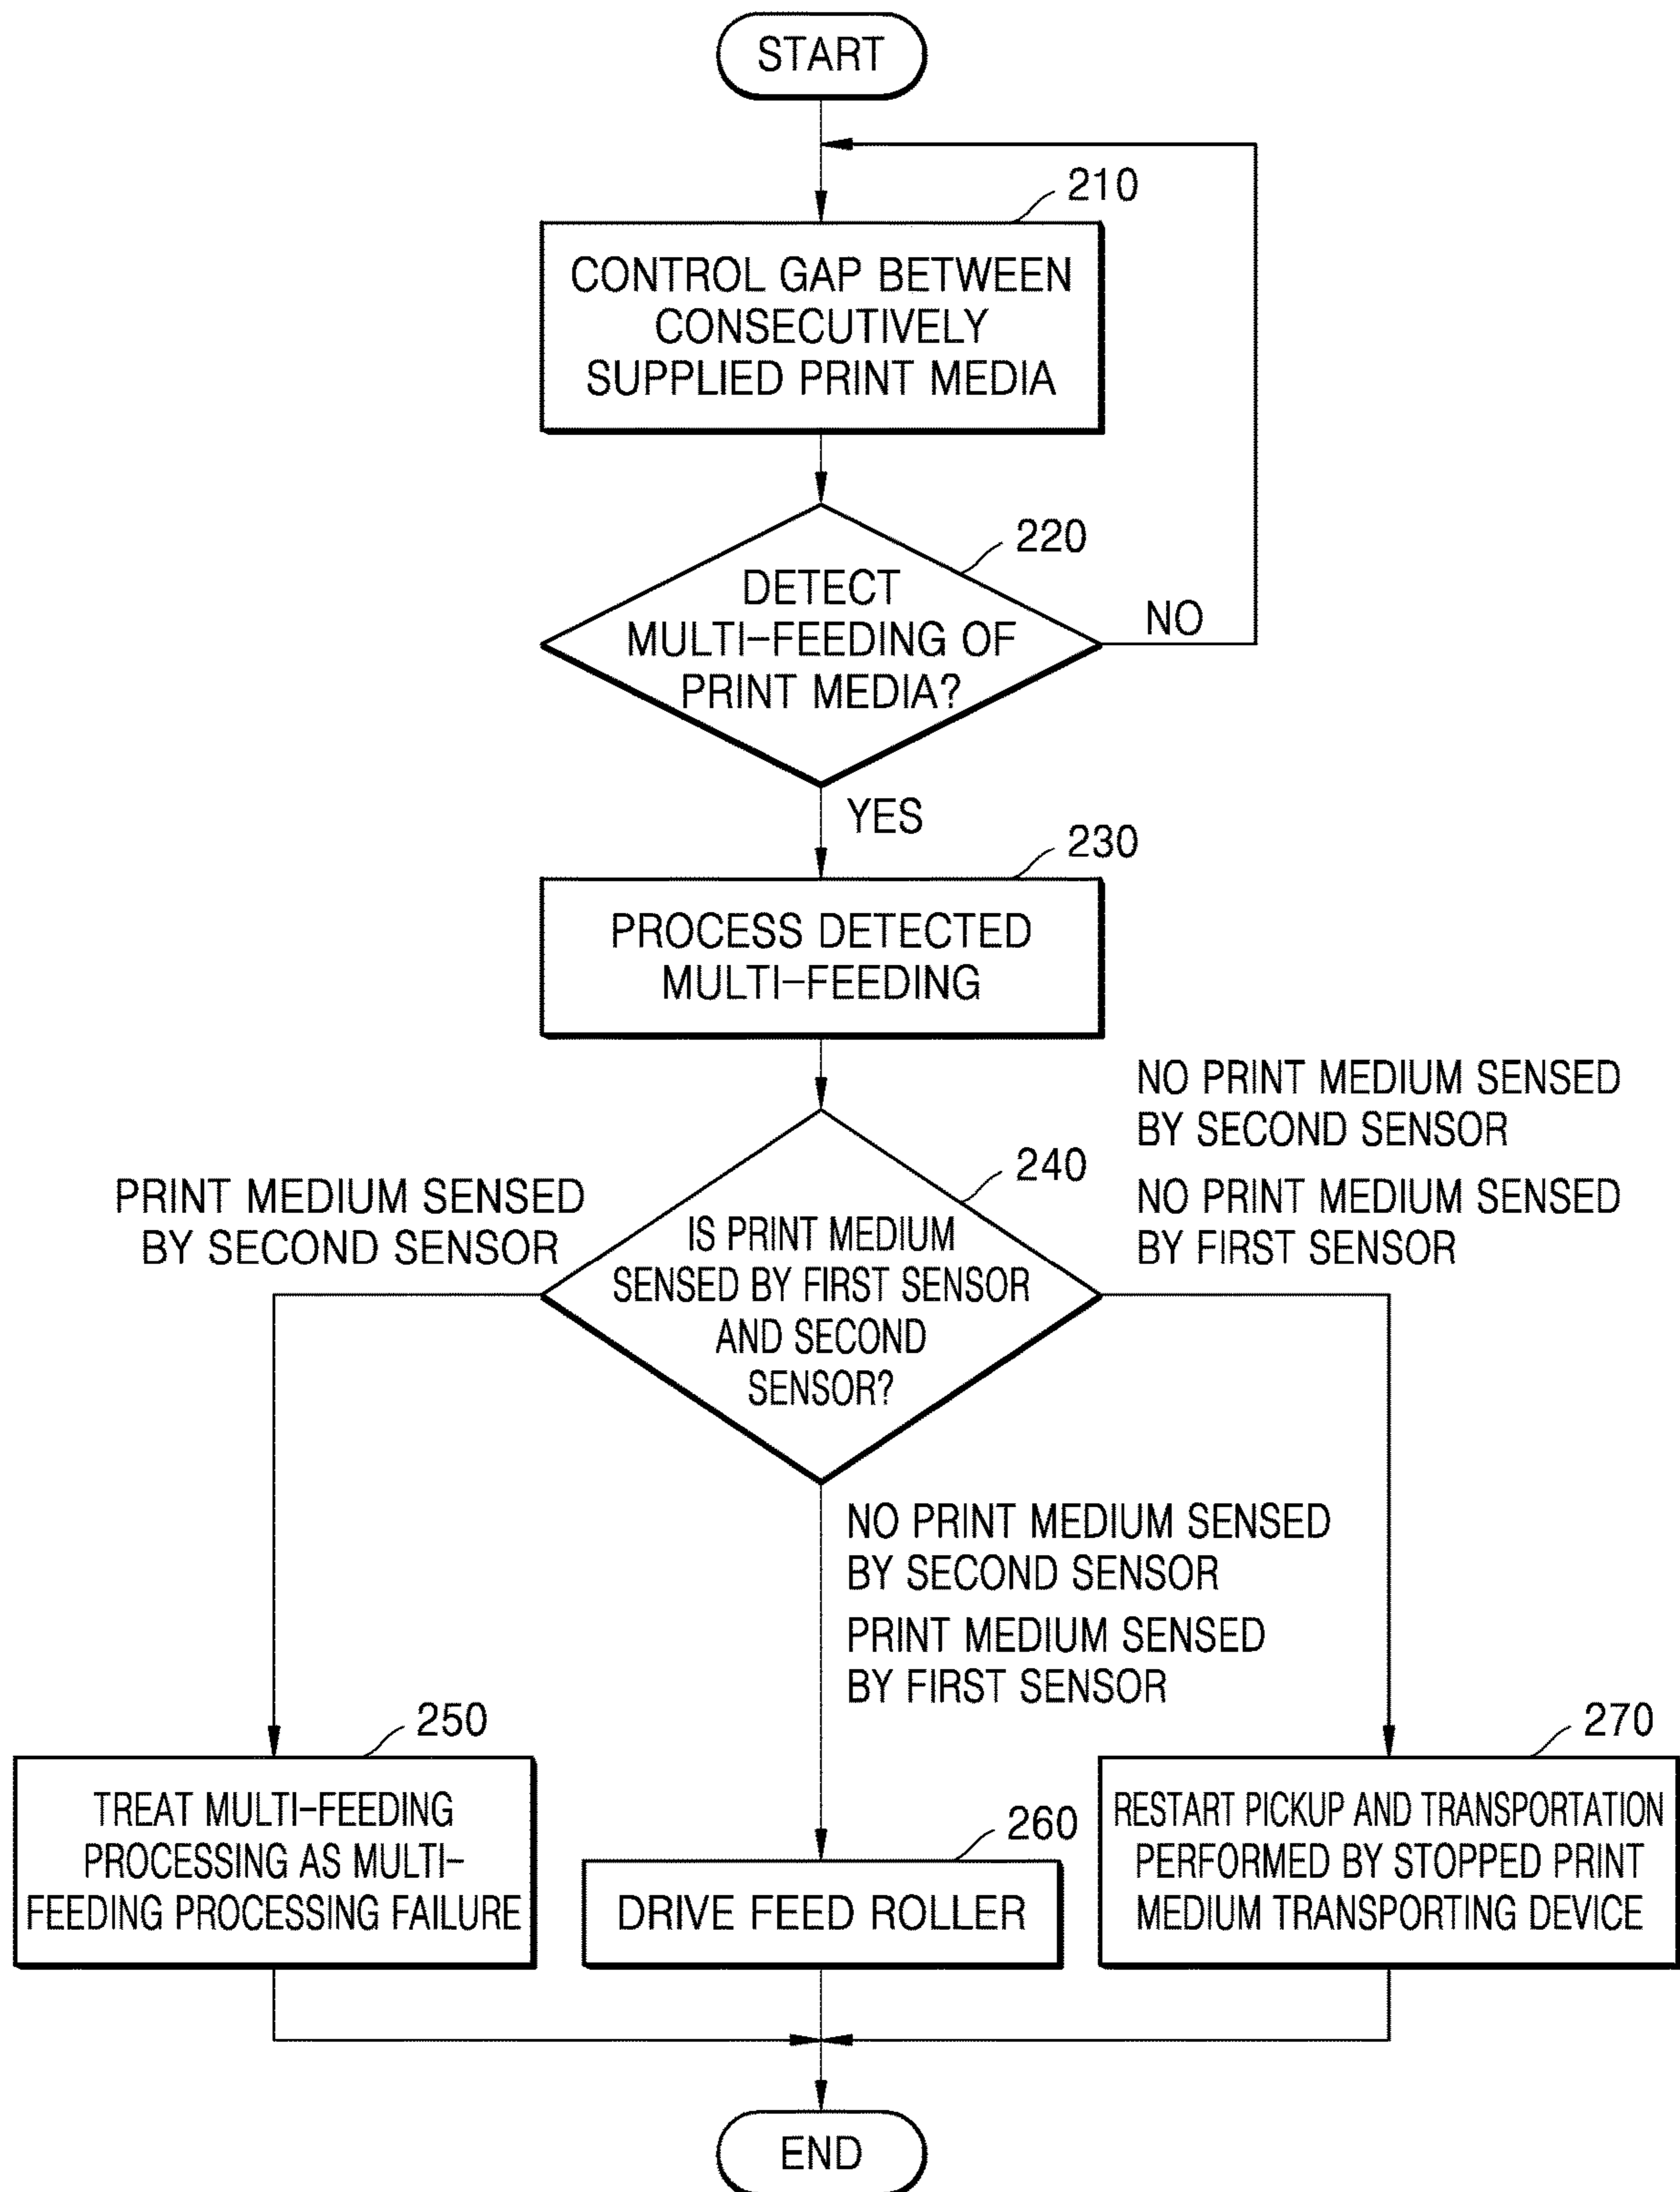 START
210
CONTROL GAP BETWEEN
CONSECUTIVELY
SUPPLIED PRINT MEDIA
220
DETECT
MULTI-FEEDING OF
PRINT MEDIA?
NO
YES
230
PROCESS DETECTED
MULTI-FEEDING
NO PRINT MEDIUM SENSED
BY SECOND SENSOR
NO PRINT MEDIUM SENSED
BY FIRST SENSOR
240
PRINT MEDIUM SENSED
BY SECOND SENSOR
IS PRINT MEDIUM
SENSED BY FIRST SENSOR
AND SECOND
SENSOR?
NO PRINT MEDIUM SENSED
BY SECOND SENSOR
PRINT MEDIUM SENSED
BY FIRST SENSOR
250
TREAT MULTI-FEEDING
PROCESSING AS MULTI-
FEEDING PROCESSING FAILURE
260
DRIVE FEED ROLLER
270
RESTART PICKUP AND TRANSPORTATION
PERFORMED BY STOPPED PRINT
MEDIUM TRANSPORTING DEVICE
END